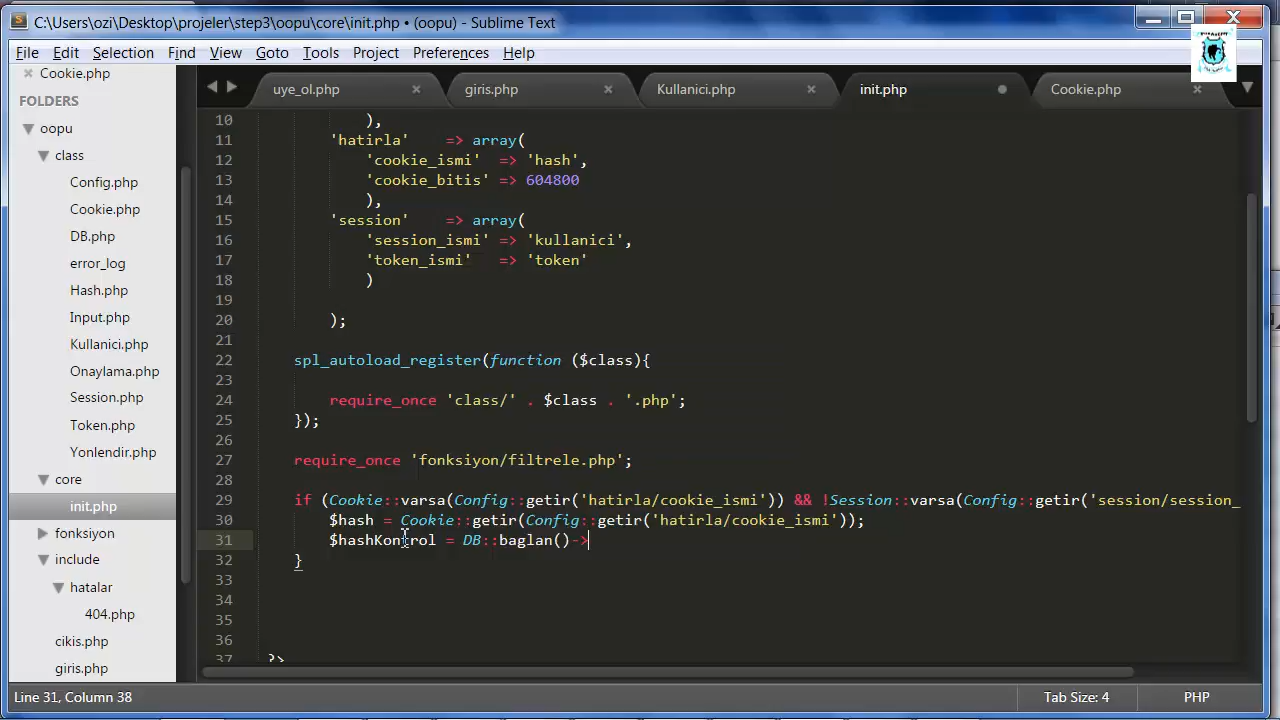 C:\Users\ozi\Desktop\projeler\step3\oopu\core\init.php • (oopu) - Sublime Text
File Edit Selection Find View Goto Tools Project Preferences Help
Cookie.php
FOLDERS
oopu
class
Config.php
Cookie.php
DB.php
error_log
Hash.php
Input.php
Kullanici.php
Onaylama.php
Session.php
Token.php
Yonlendir.php
core
init.php
fonksiyon
include
hatalar
404.php
cikis.php
giris.php
uye_ol.php giris.php Kullanici.php init.php Cookie.php
10 ),
11 'hatirla' => array(
12 'cookie_ismi' => 'hash',
13 'cookie_bitis' => 604800
14 ),
15 'session' => array(
16 'session_ismi' => 'kullanici',
17 'token_ismi' => 'token'
18 )
19
20 );
21
22 spl_autoload_register(function ($class){
23
24 require_once 'class/' . $class . '.php';
25 });
26
27 require_once 'fonksiyon/filtrele.php';
28
29 if (Cookie::varsa(Config::getir('hatirla/cookie_ismi')) && !Session::varsa(Config::getir('session/session_
30 $hash = Cookie::getir(Config::getir('hatirla/cookie_ismi'));
31 $hashKontrol = DB::baglan()->
32 }
33
34
35
36
37 ?>
Line 31, Column 38 Tab Size: 4 PHP